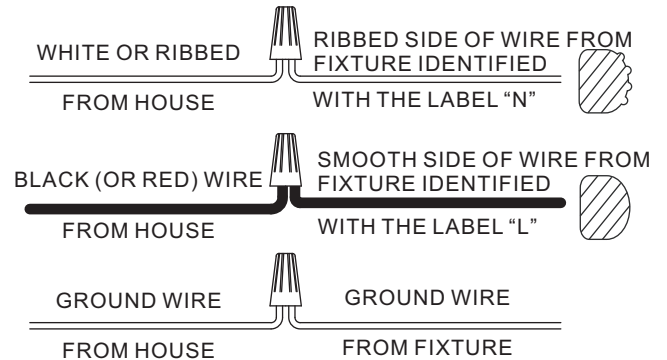 WHITE OR RIBBED
FROM HOUSE
RIBBED SIDE OF WIRE FROM
FIXTURE IDENTIFIED
WITH THE LABEL “N”
BLACK (OR RED) WIRE
FROM HOUSE
SMOOTH SIDE OF WIRE FROM
FIXTURE IDENTIFIED
WITH THE LABEL “L”
GROUND WIRE
FROM HOUSE
GROUND WIRE
FROM FIXTURE